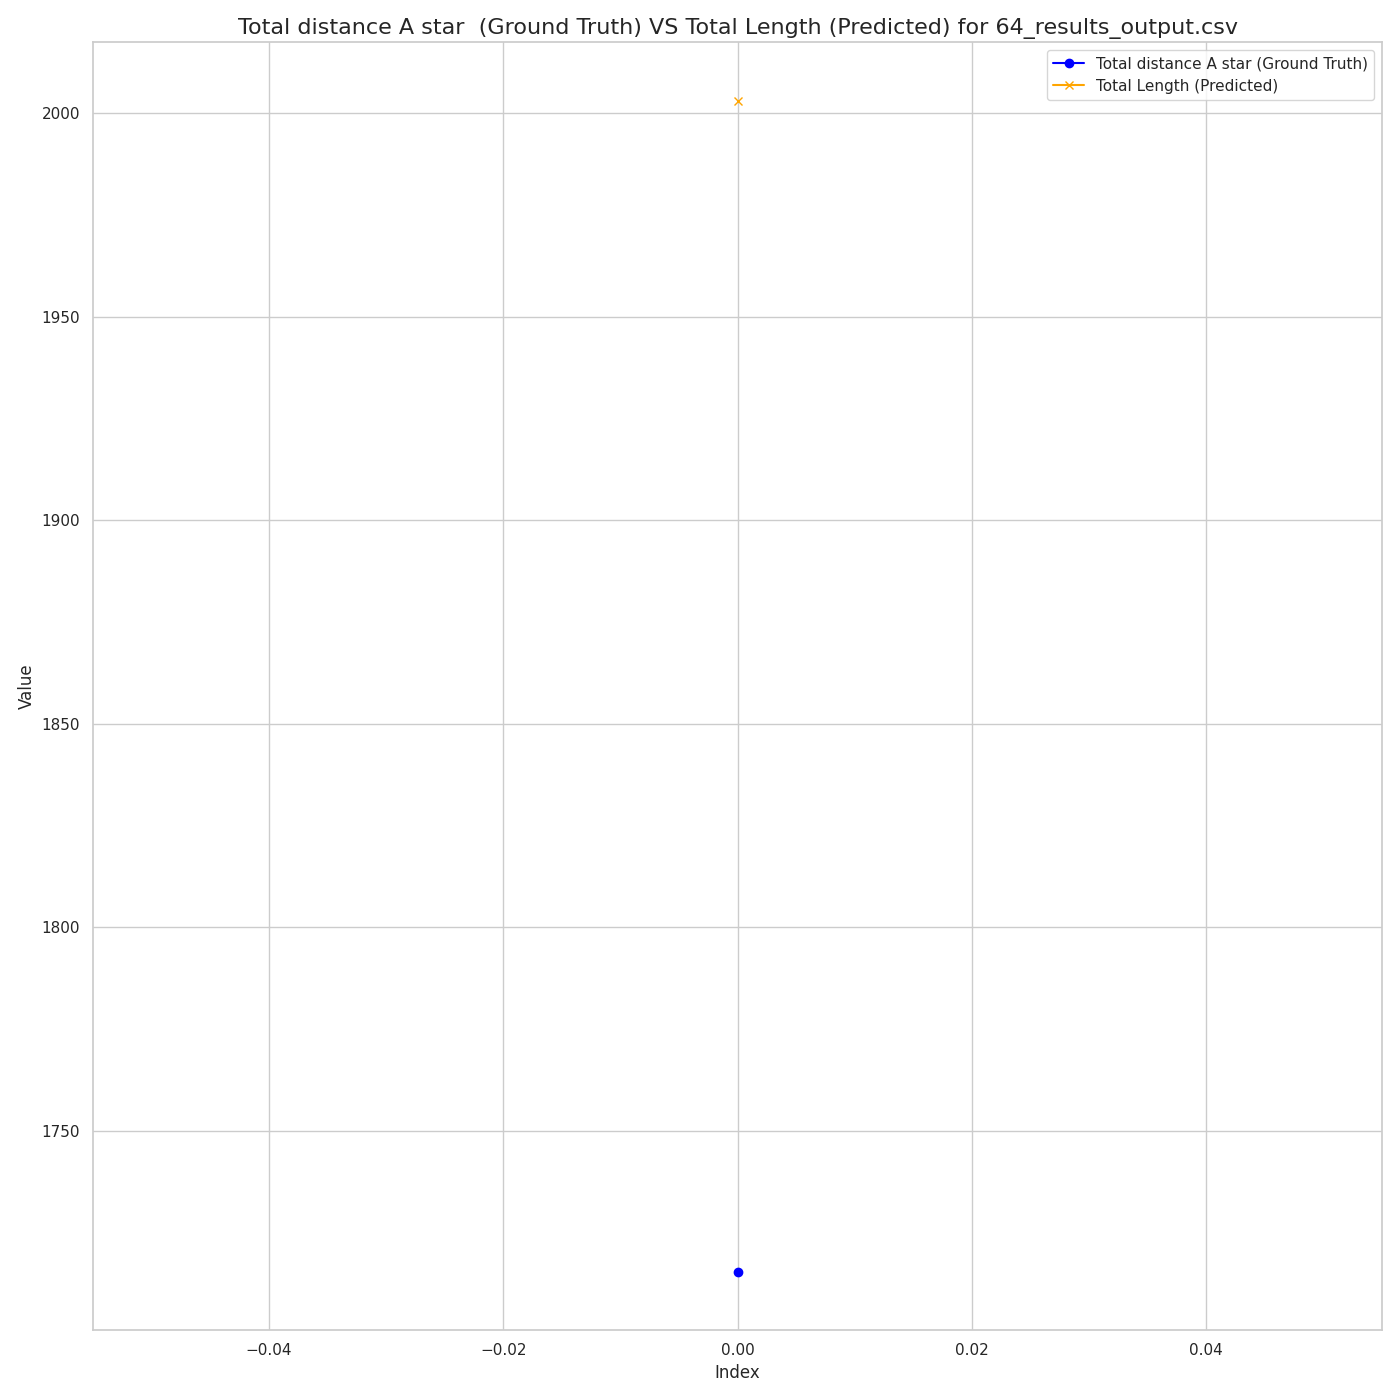 Total distance A star  (Ground Truth) VS Total Length (Predicted) for 64_results_output.csv
Total distance A star (Ground Truth)
Total Length (Predicted)
2000
1950
1900
1850
1800
1750
Value
−0.04
−0.02
0.00
0.02
0.04
Index